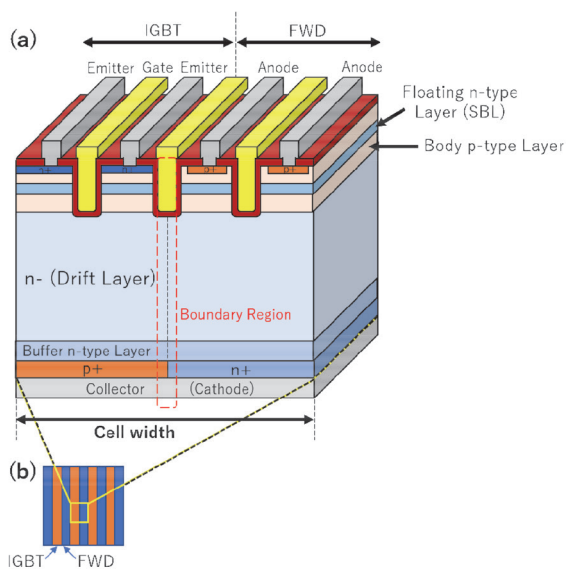 (a)
IGBT
FWD
Emitter Gate Emitter Anode Anode
Floating n-type
Layer (SBL)
Body p-type Layer
n+ n+ p+ p+
n- (Drift Layer)
Boundary Region
Buffer n-type Layer
p+ n+
Collector (Cathode)
Cell width
(b)
IGBT FWD